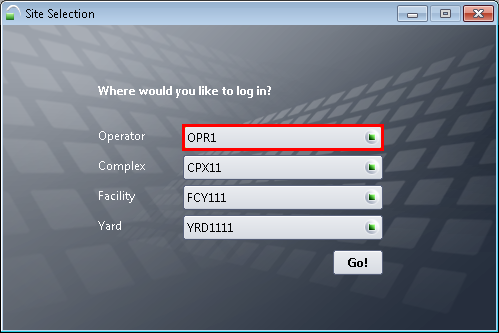 Site Selection
Where would you like to log in?
Operator OPR1
Complex CPX11
Facility FCY111
Yard YRD1111
Go!